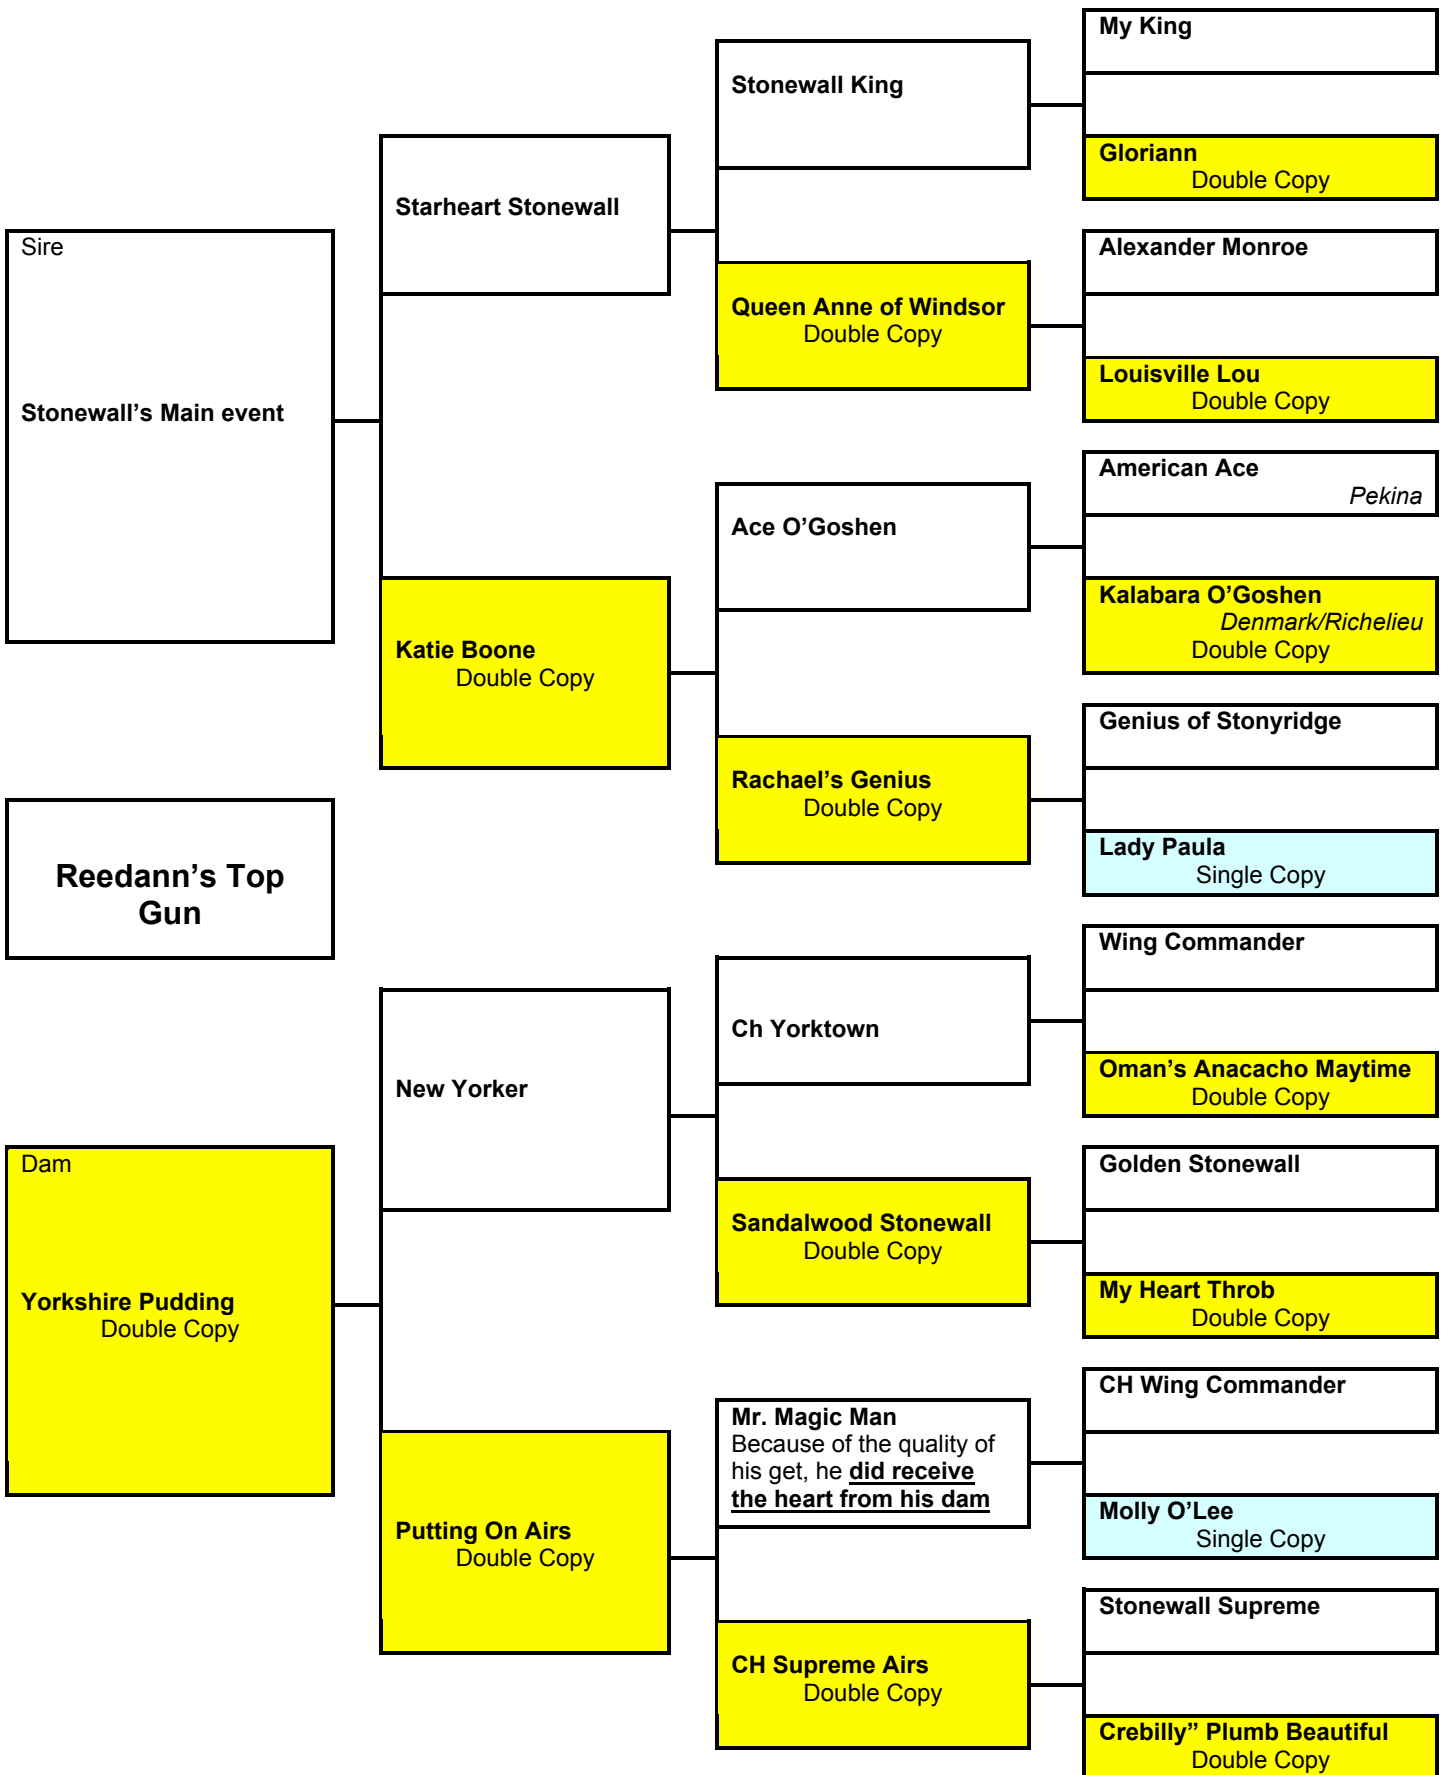 My King
Stonewall King
Gloriann
Double Copy
Starheart Stonewall
Sire
Alexander Monroe
Queen Anne of Windsor
Double Copy
Louisville Lou
Double Copy
Stonewall's Main event
American Ace
Pekina
Ace O'Goshen
Kalabara O'Goshen
Denmark/Richelieu
Double Copy
Katie Boone
Double Copy
Genius of Stonyridge
Rachael's Genius
Double Copy
Lady Paula
Single Copy
Reedann's Top
Gun
Wing Commander
Ch Yorktown
Oman's Anacacho Maytime
Double Copy
New Yorker
Dam
Golden Stonewall
Sandalwood Stonewall
Double Copy
My Heart Throb
Double Copy
Yorkshire Pudding
Double Copy
CH Wing Commander
Mr. Magic Man
Because of the quality of
his get, he did receive
the heart from his dam
Molly O'Lee
Single Copy
Putting On Airs
Double Copy
Stonewall Supreme
CH Supreme Airs
Double Copy
Crebilly” Plumb Beautiful
Double Copy